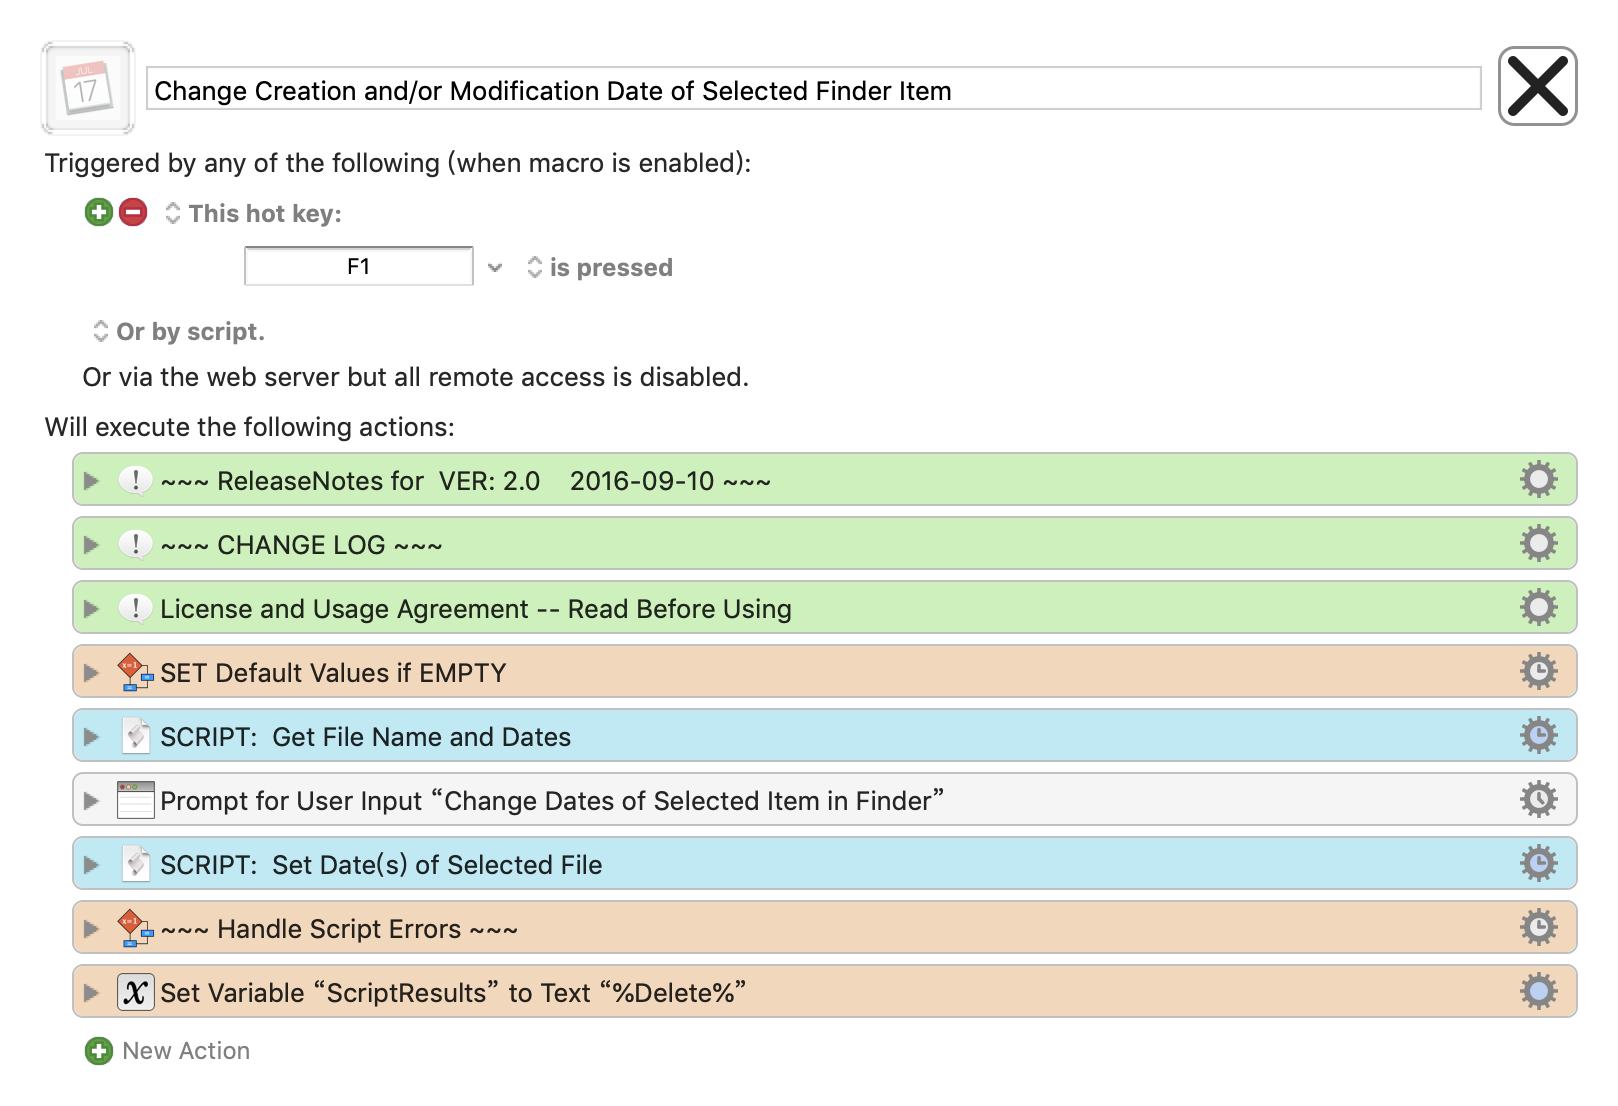 JUL
17
Change Creation and/or Modification Date of Selected Finder Item
Triggered by any of the following (when macro is enabled):
This hot key:
F1
is pressed
Or by script.
Or via the web server but all remote access is disabled.
Will execute the following actions:
~~~ ReleaseNotes for  VER: 2.0    2016-09-10 ~~~
~~~ CHANGE LOG ~~~
License and Usage Agreement -- Read Before Using
x=1
SET Default Values if EMPTY
SCRIPT:  Get File Name and Dates
Prompt for User Input “Change Dates of Selected Item in Finder”
SCRIPT:  Set Date(s) of Selected File
x=1
~~~ Handle Script Errors ~~~
X
Set Variable “ScriptResults” to Text “%Delete%”
New Action